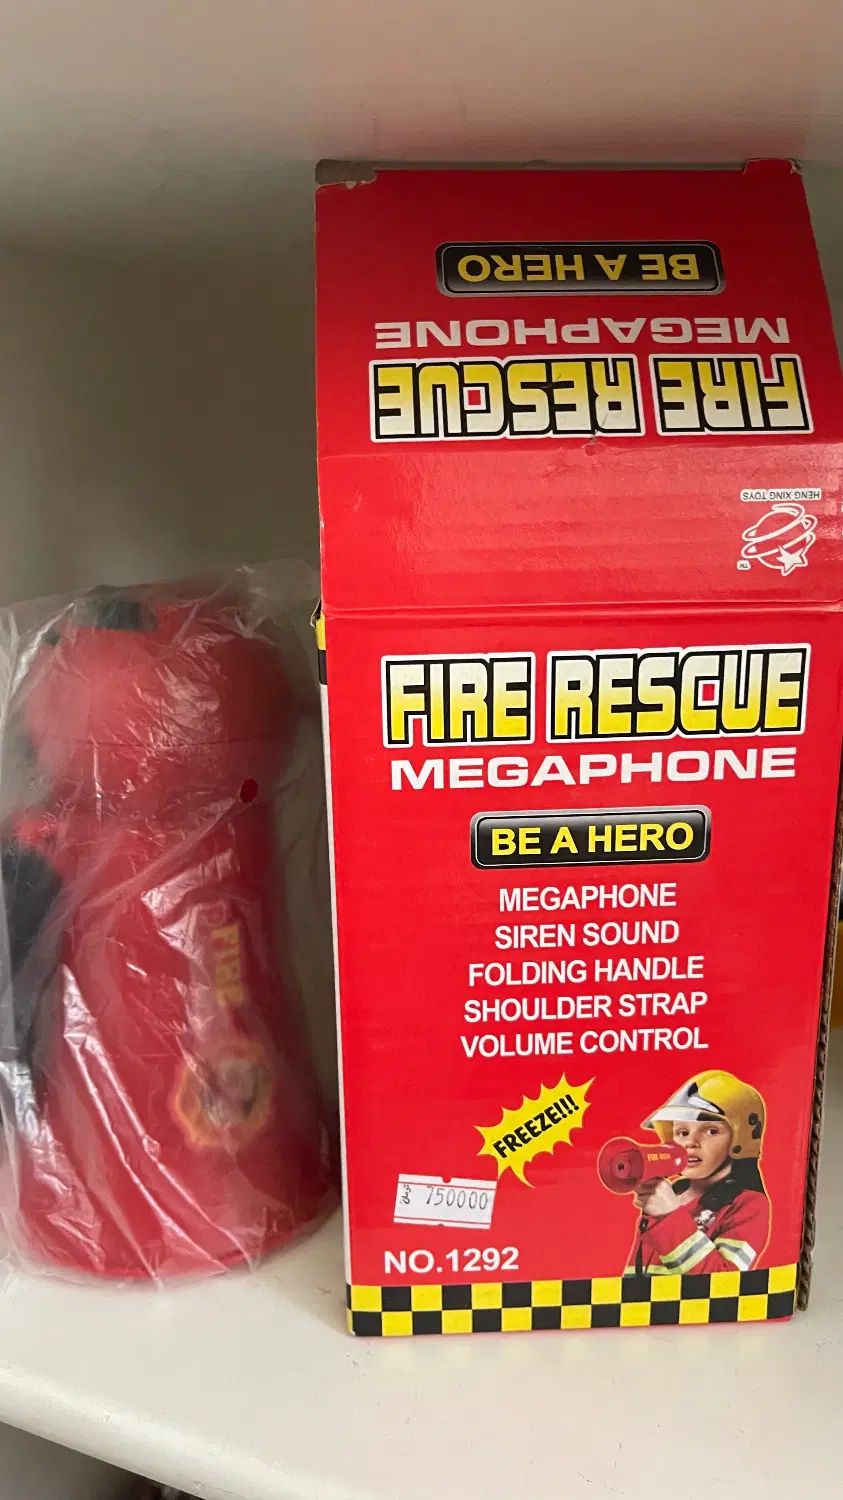 BE A HERO
MEGAPHONE
FIRE RESCUE
HENG XING TOYS
TM
FIRE RESCUE
MEGAPHONE
BE A HERO
MEGAPHONE
SIREN SOUND
FOLDING HANDLE
SHOULDER STRAP
VOLUME CONTROL
FREEZE!!!
750000
NO.1292
FIRE